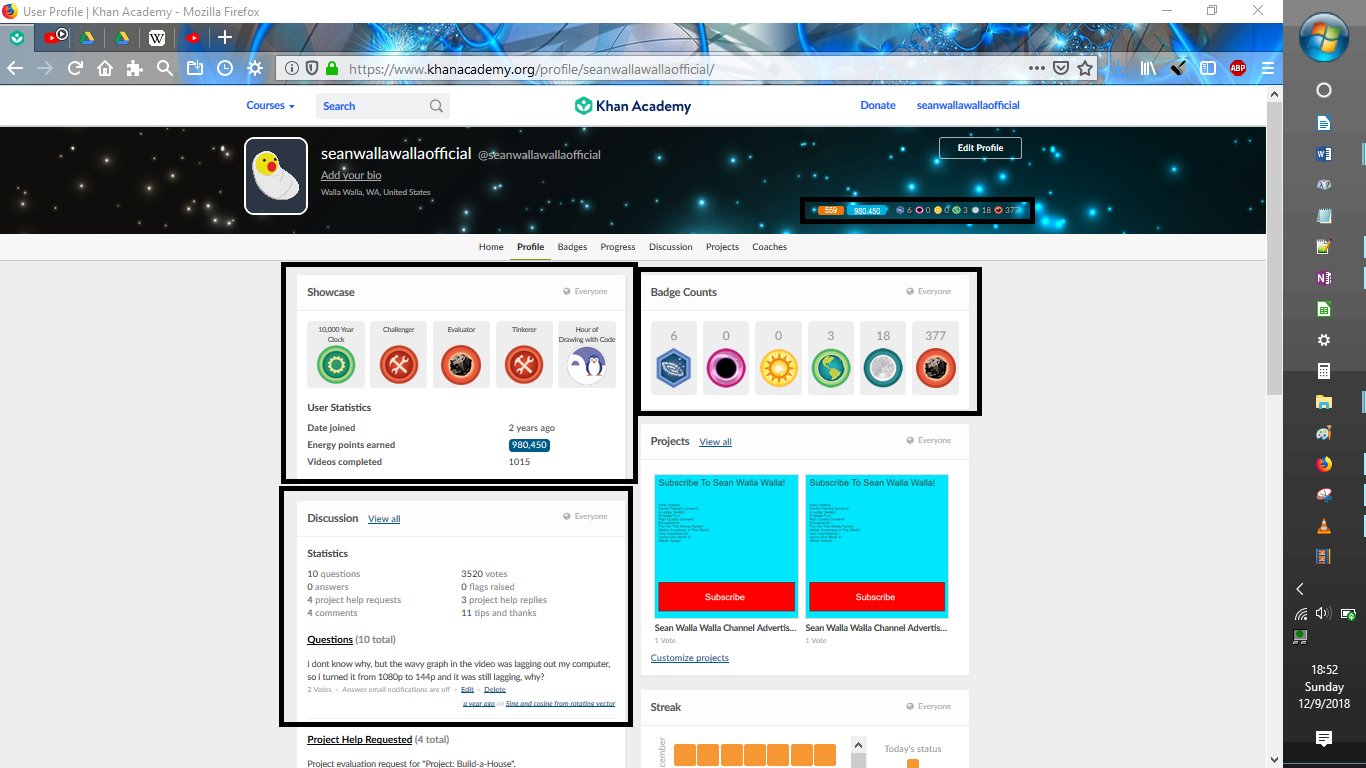 User Profile | Khan Academy - Mozilla Firefox
https://www.khanacademy.org/profile/seanwallawallaofficial/
ABP
Courses
Search
Khan Academy
Donate
seanwallawallaofficial
seanwallawallaofficial @seanwallawallaofficial
Add your bio
Walla Walla, WA, United States
Edit Profile
559 980,450 6 0 0 3 18 377
Home Profile Badges Progress Discussion Projects Coaches
Showcase
Everyone
10,000 Year Clock
Challenger
Evaluator
Tinkerer
Hour of Drawing with Code
User Statistics
Date joined 2 years ago
Energy points earned 980,450
Videos completed 1015
Badge Counts
Everyone
6 0 0 3 18 377
Discussion View all
Everyone
Statistics
10 questions 3520 votes
0 answers 0 flags raised
4 project help requests 3 project help replies
4 comments 11 tips and thanks
Questions (10 total)
i dont know why, but the wavy graph in the video was lagging out my computer,
so i turned it from 1080p to 144p and it was still lagging, why?
2 Votes • Answer email notifications are off • Edit • Delete
a year ago on Sine and cosine from rotating vector
Project Help Requested (4 total)
Project evaluation request for "Project: Build-a-House".
Projects View all
Everyone
Subscribe To Sean Walla Walla!
Subscribe
Sean Walla Walla Channel Advertis...
1 Vote
Subscribe To Sean Walla Walla!
Subscribe
Sean Walla Walla Channel Advertis...
1 Vote
Customize projects
Streak
Everyone
Today's status
18:52
Sunday
12/9/2018